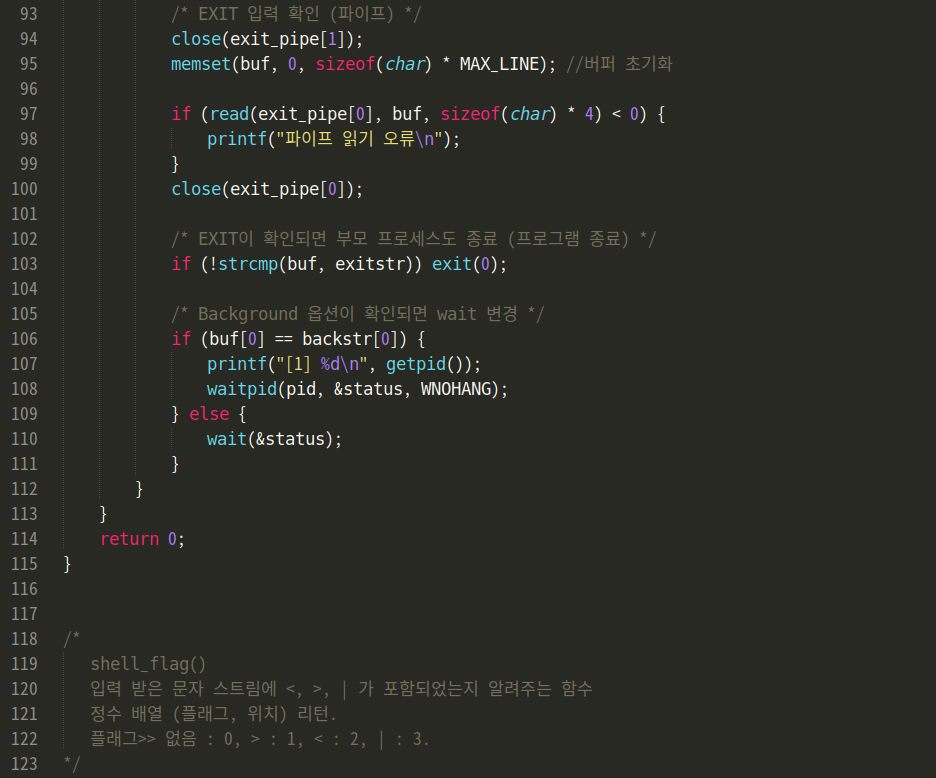 93 /* EXIT 입력 확인 (파이프) */
94 close(exit_pipe[1]);
95 memset(buf, 0, sizeof(char) * MAX_LINE); //버퍼 초기화
96
97 if (read(exit_pipe[0], buf, sizeof(char) * 4) < 0) {
98 printf("파이프 읽기 오류\n");
99 }
100 close(exit_pipe[0]);
101
102 /* EXIT이 확인되면 부모 프로세스도 종료 (프로그램 종료) */
103 if (!strcmp(buf, exitstr)) exit(0);
104
105 /* Background 옵션이 확인되면 wait 변경 */
106 if (buf[0] == backstr[0]) {
107 printf("[1] %d\n", getpid());
108 waitpid(pid, &status, WNOHANG);
109 } else {
110 wait(&status);
111 }
112 }
113 }
114 return 0;
115 }
116
117
118 /*
119 shell_flag()
120 입력 받은 문자 스트림에 <, >, | 가 포함되었는지 알려주는 함수
121 정수 배열 (플래그, 위치) 리턴.
122 플래그>> 없음 : 0, > : 1, < : 2, | : 3.
123 */